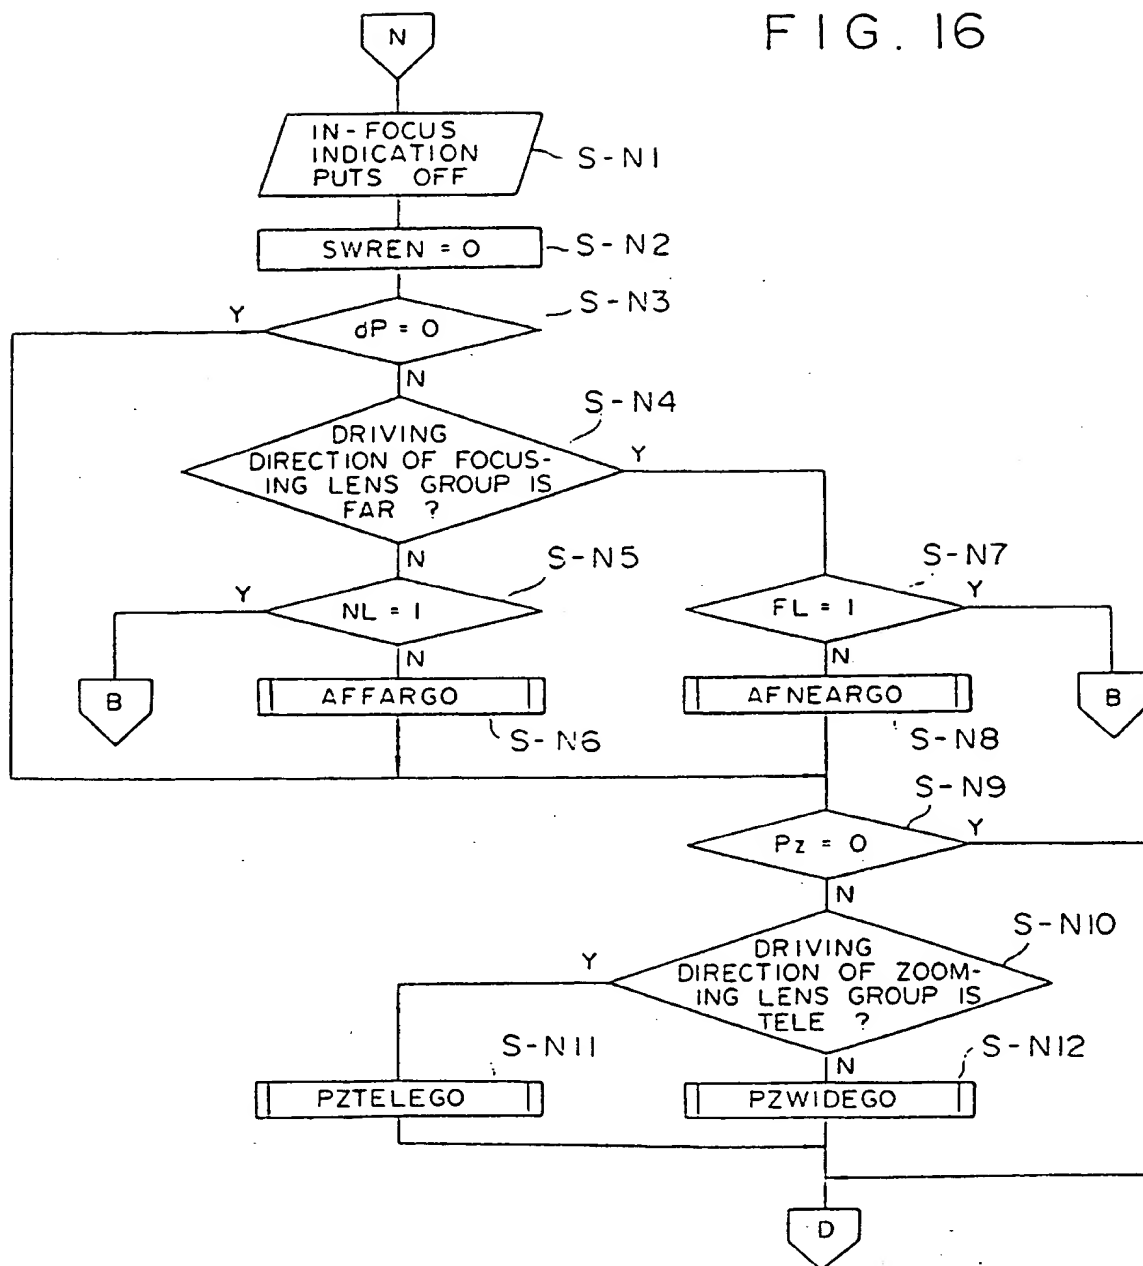 FIG. 16
N
IN-FOCUS
INDICATION
PUTS OFF
S-N1
SWREN = 0
S-N2
S-N3
Y
dP = 0
N
S-N4
DRIVING
DIRECTION OF FOCUS-
ING LENS GROUP IS
FAR ?
Y
N
S-N5
Y
NL = 1
N
S-N7
FL = 1
Y
N
B
AFFARGO
S-N6
AFNEARGO
S-N8
B
S-N9
Pz = 0
Y
N
S-N10
DRIVING
DIRECTION OF ZOOM-
ING LENS GROUP IS
TELE ?
Y
N
S-N11
PZTELEGO
S-N12
PZWIDEGO
D